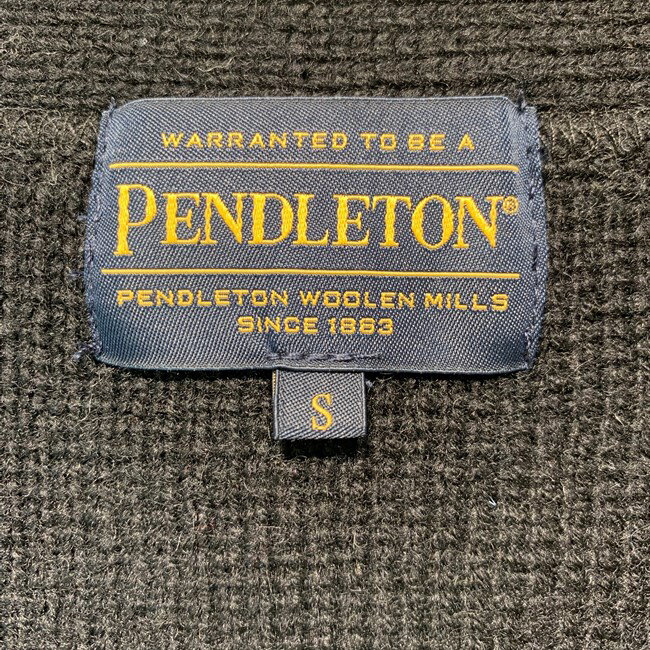 WARRANTED TO BE A
PENDLETON®
PENDLETON WOOLEN MILLS
SINCE 1863
S